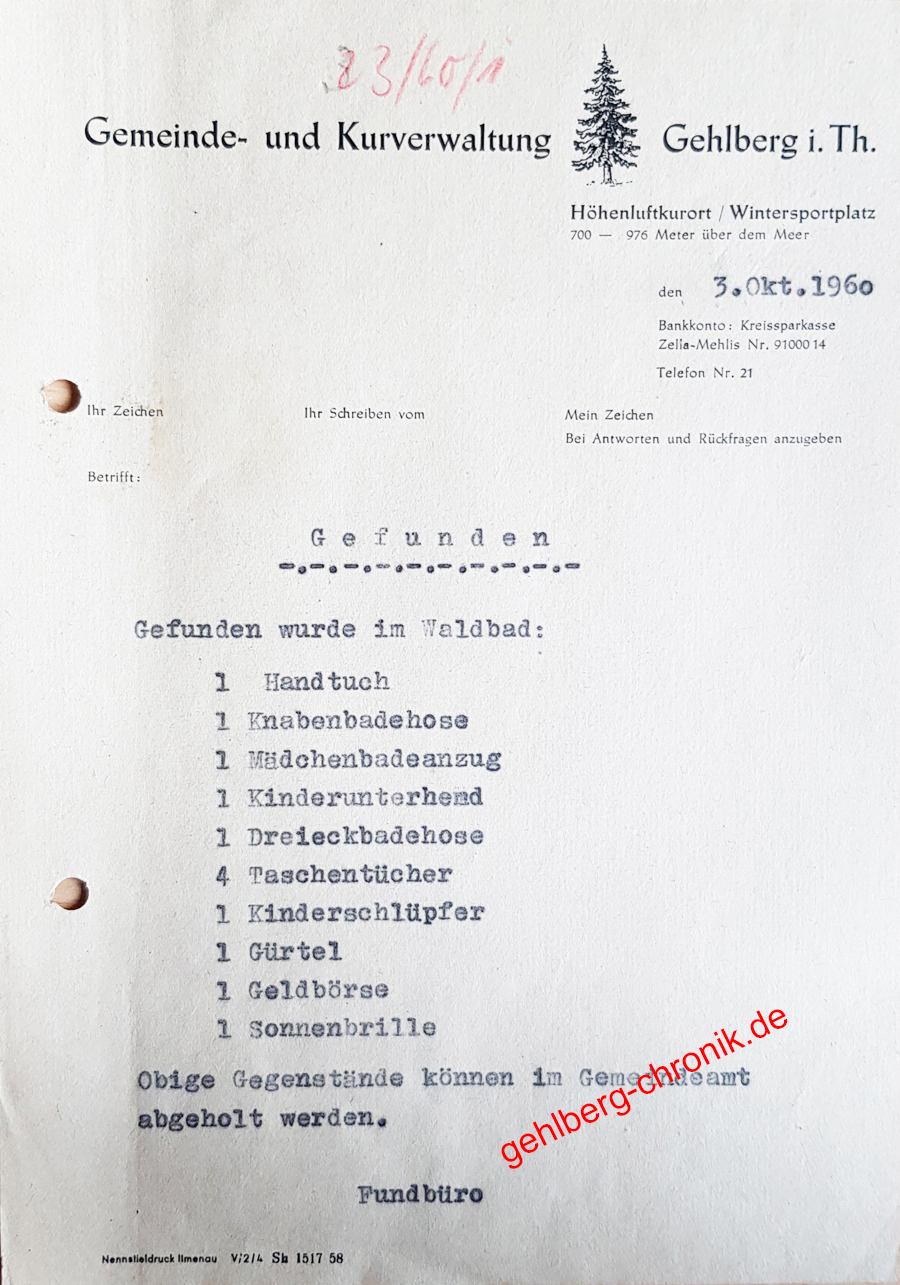 23/60/1
Gemeinde- und Kurverwaltung Gehlberg i. Th.
Höhenluftkurort / Wintersportplatz
700 — 976 Meter über dem Meer
den 3.Okt.1960
Bankkonto: Kreissparkasse
Zella-Mehlis Nr. 9100014
Telefon Nr. 21
Ihr Zeichen Ihr Schreiben vom Mein Zeichen
Bei Antworten und Rückfragen anzugeben
Betrifft:
G e f u n d e n
-.-.-.-.-.-.-.-.-.-
Gefunden wurde im Waldbad:
1 Handtuch
1 Knabenbadehose
1 Mädchenbadeanzug
1 Kinderunterhemd
1 Dreieckbadehose
4 Taschentücher
1 Kinderschlüpfer
1 Gürtel
1 Geldbörse
1 Sonnenbrille
Obige Gegenstände können im Gemeindeamt
abgeholt werden.
gehlberg-chronik.de
Fundbüro
Nennstieldruck Ilmenau V/2/4 Sh 1517 58